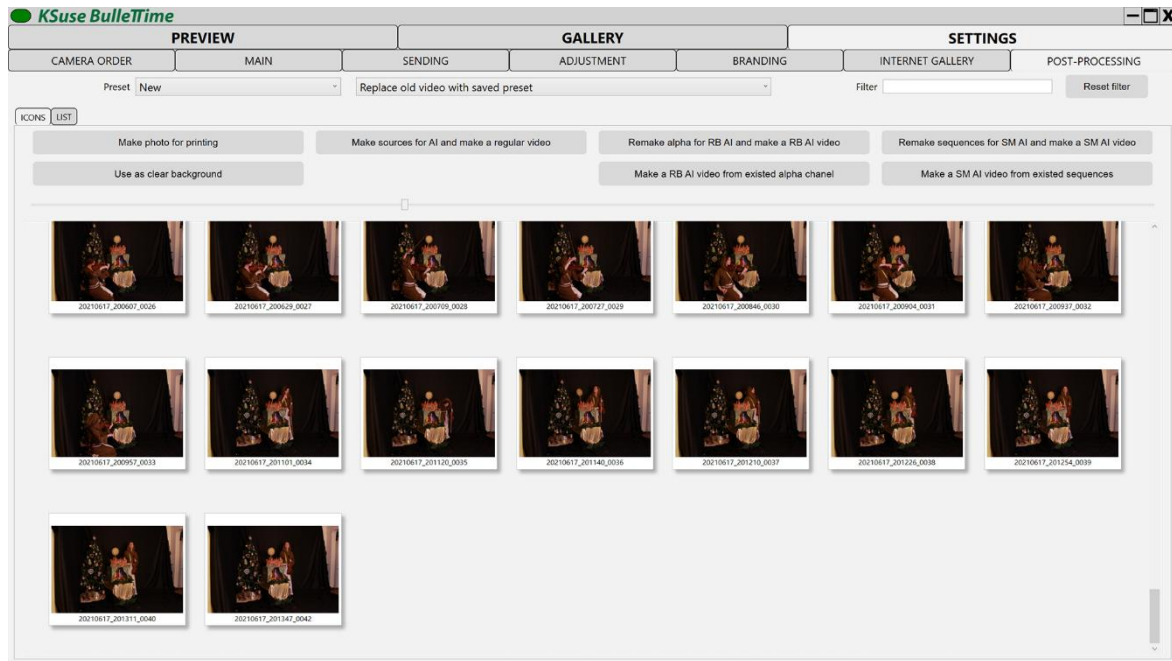 KSuse BulleTime
PREVIEW GALLERY SETTINGS
CAMERA ORDER MAIN SENDING ADJUSTMENT BRANDING INTERNET GALLERY POST-PROCESSING
Preset New Replace old video with saved preset Filter Reset filter
ICONS LIST
Make photo for printing Make sources for AI and make a regular video Remake alpha for RB AI and make a RB AI video Remake sequences for SM AI and make a SM AI video
Use as clear background Make a RB AI video from existed alpha chanel Make a SM AI video from existed sequences
20210617_200607_0026 20210617_200629_0027 20210617_200709_0028 20210617_200727_0029 20210617_200846_0030 20210617_200904_0031 20210617_200937_0032
20210617_200957_0033 20210617_201101_0034 20210617_201120_0035 20210617_201140_0036 20210617_201210_0037 20210617_201226_0038 20210617_201254_0039
20210617_201311_0040 20210617_201347_0042